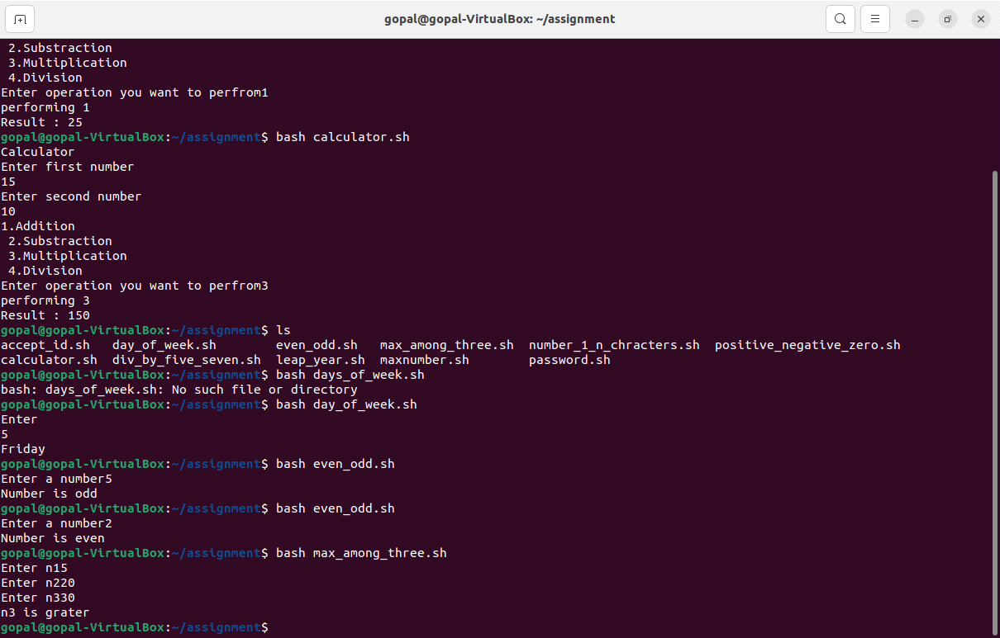 gopal@gopal-VirtualBox: ~/assignment
2.Substraction
3.Multiplication
4.Division
Enter operation you want to perfrom1
performing 1
Result : 25
gopal@gopal-VirtualBox:~/assignment$ bash calculator.sh
Calculator
Enter first number
15
Enter second number
10
1.Addition
2.Substraction
3.Multiplication
4.Division
Enter operation you want to perfrom3
performing 3
Result : 150
gopal@gopal-VirtualBox:~/assignment$ ls
accept_id.sh day_of_week.sh even_odd.sh max_among_three.sh number_1_n_chracters.sh positive_negative_zero.sh
calculator.sh div_by_five_seven.sh leap_year.sh maxnumber.sh password.sh
gopal@gopal-VirtualBox:~/assignment$ bash days_of_week.sh
bash: days_of_week.sh: No such file or directory
gopal@gopal-VirtualBox:~/assignment$ bash day_of_week.sh
Enter
5
Friday
gopal@gopal-VirtualBox:~/assignment$ bash even_odd.sh
Enter a number5
Number is odd
gopal@gopal-VirtualBox:~/assignment$ bash even_odd.sh
Enter a number2
Number is even
gopal@gopal-VirtualBox:~/assignment$ bash max_among_three.sh
Enter n15
Enter n220
Enter n330
n3 is grater
gopal@gopal-VirtualBox:~/assignment$